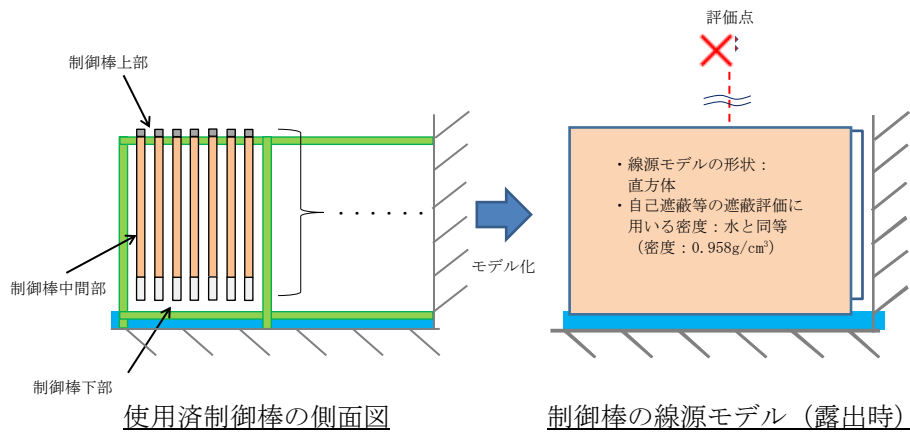 評価点
制御棒上部
・線源モデルの形状：
直方体
・自己遮蔽等の遮蔽評価に
用いる密度：水と同等
（密度：0.958g/cm³）
・・・・・・
モデル化
制御棒中間部
制御棒下部
使用済制御棒の側面図
制御棒の線源モデル（露出時）